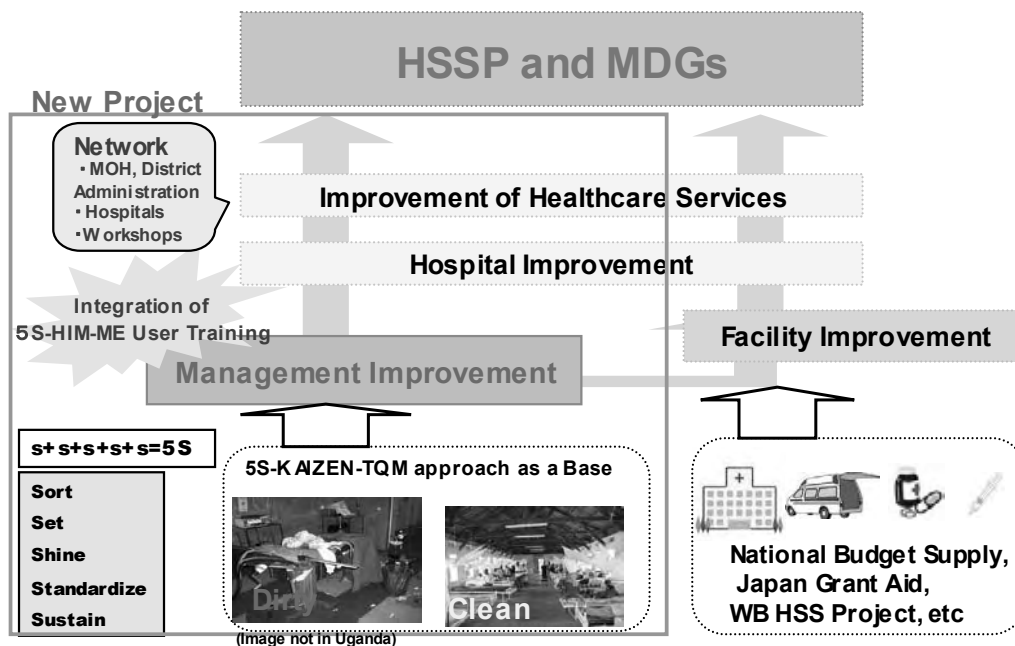 HSSP and MDGs
New Project
Network
・MOH, District
Administration
・Hospitals
・Workshops
Improvement of Healthcare Services
Hospital Improvement
Integration of
5S-HIM-ME User Training
Facility Improvement
Management Improvement
s+s+s+s+s=5S
Sort
Set
Shine
Standardize
Sustain
5S-KAIZEN-TQM approach as a Base
Dirty
Clean
(Image not in Uganda)
National Budget Supply,
Japan Grant Aid,
WB HSS Project, etc